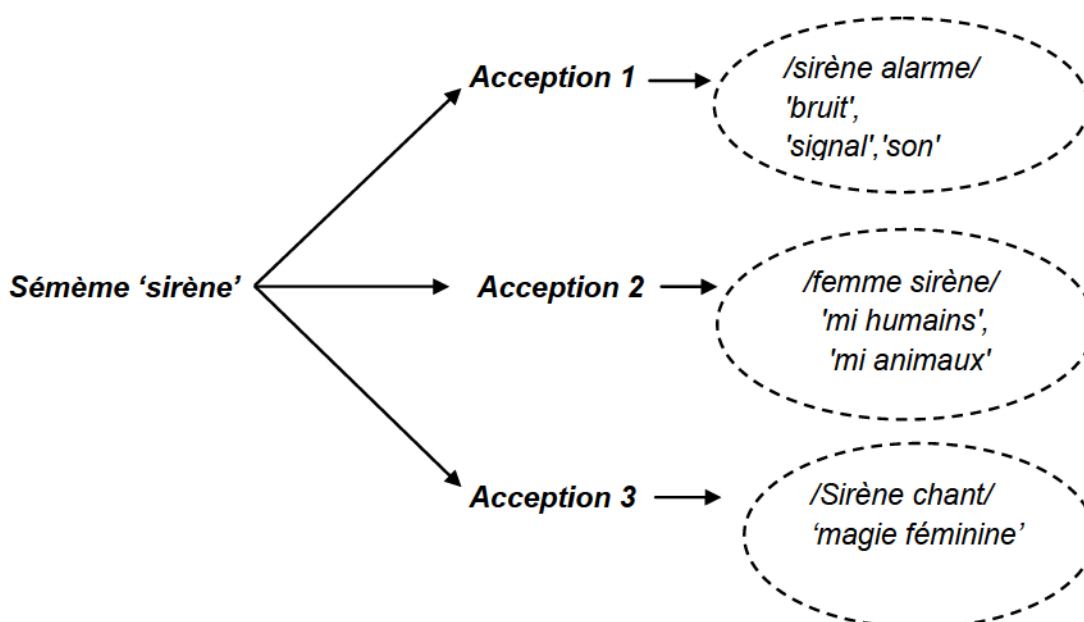 Acception 1
/sirène alarme/
'bruit',
'signal','son'
Sémème ‘sirène’
Acception 2
/femme sirène/
'mi humains',
'mi animaux'
Acception 3
/Sirène chant/
‘magie féminine’